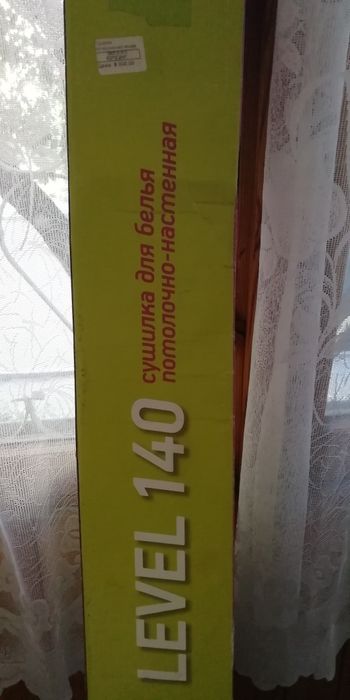 LEVEL 140
сушилка для белья
потолочно-настенная